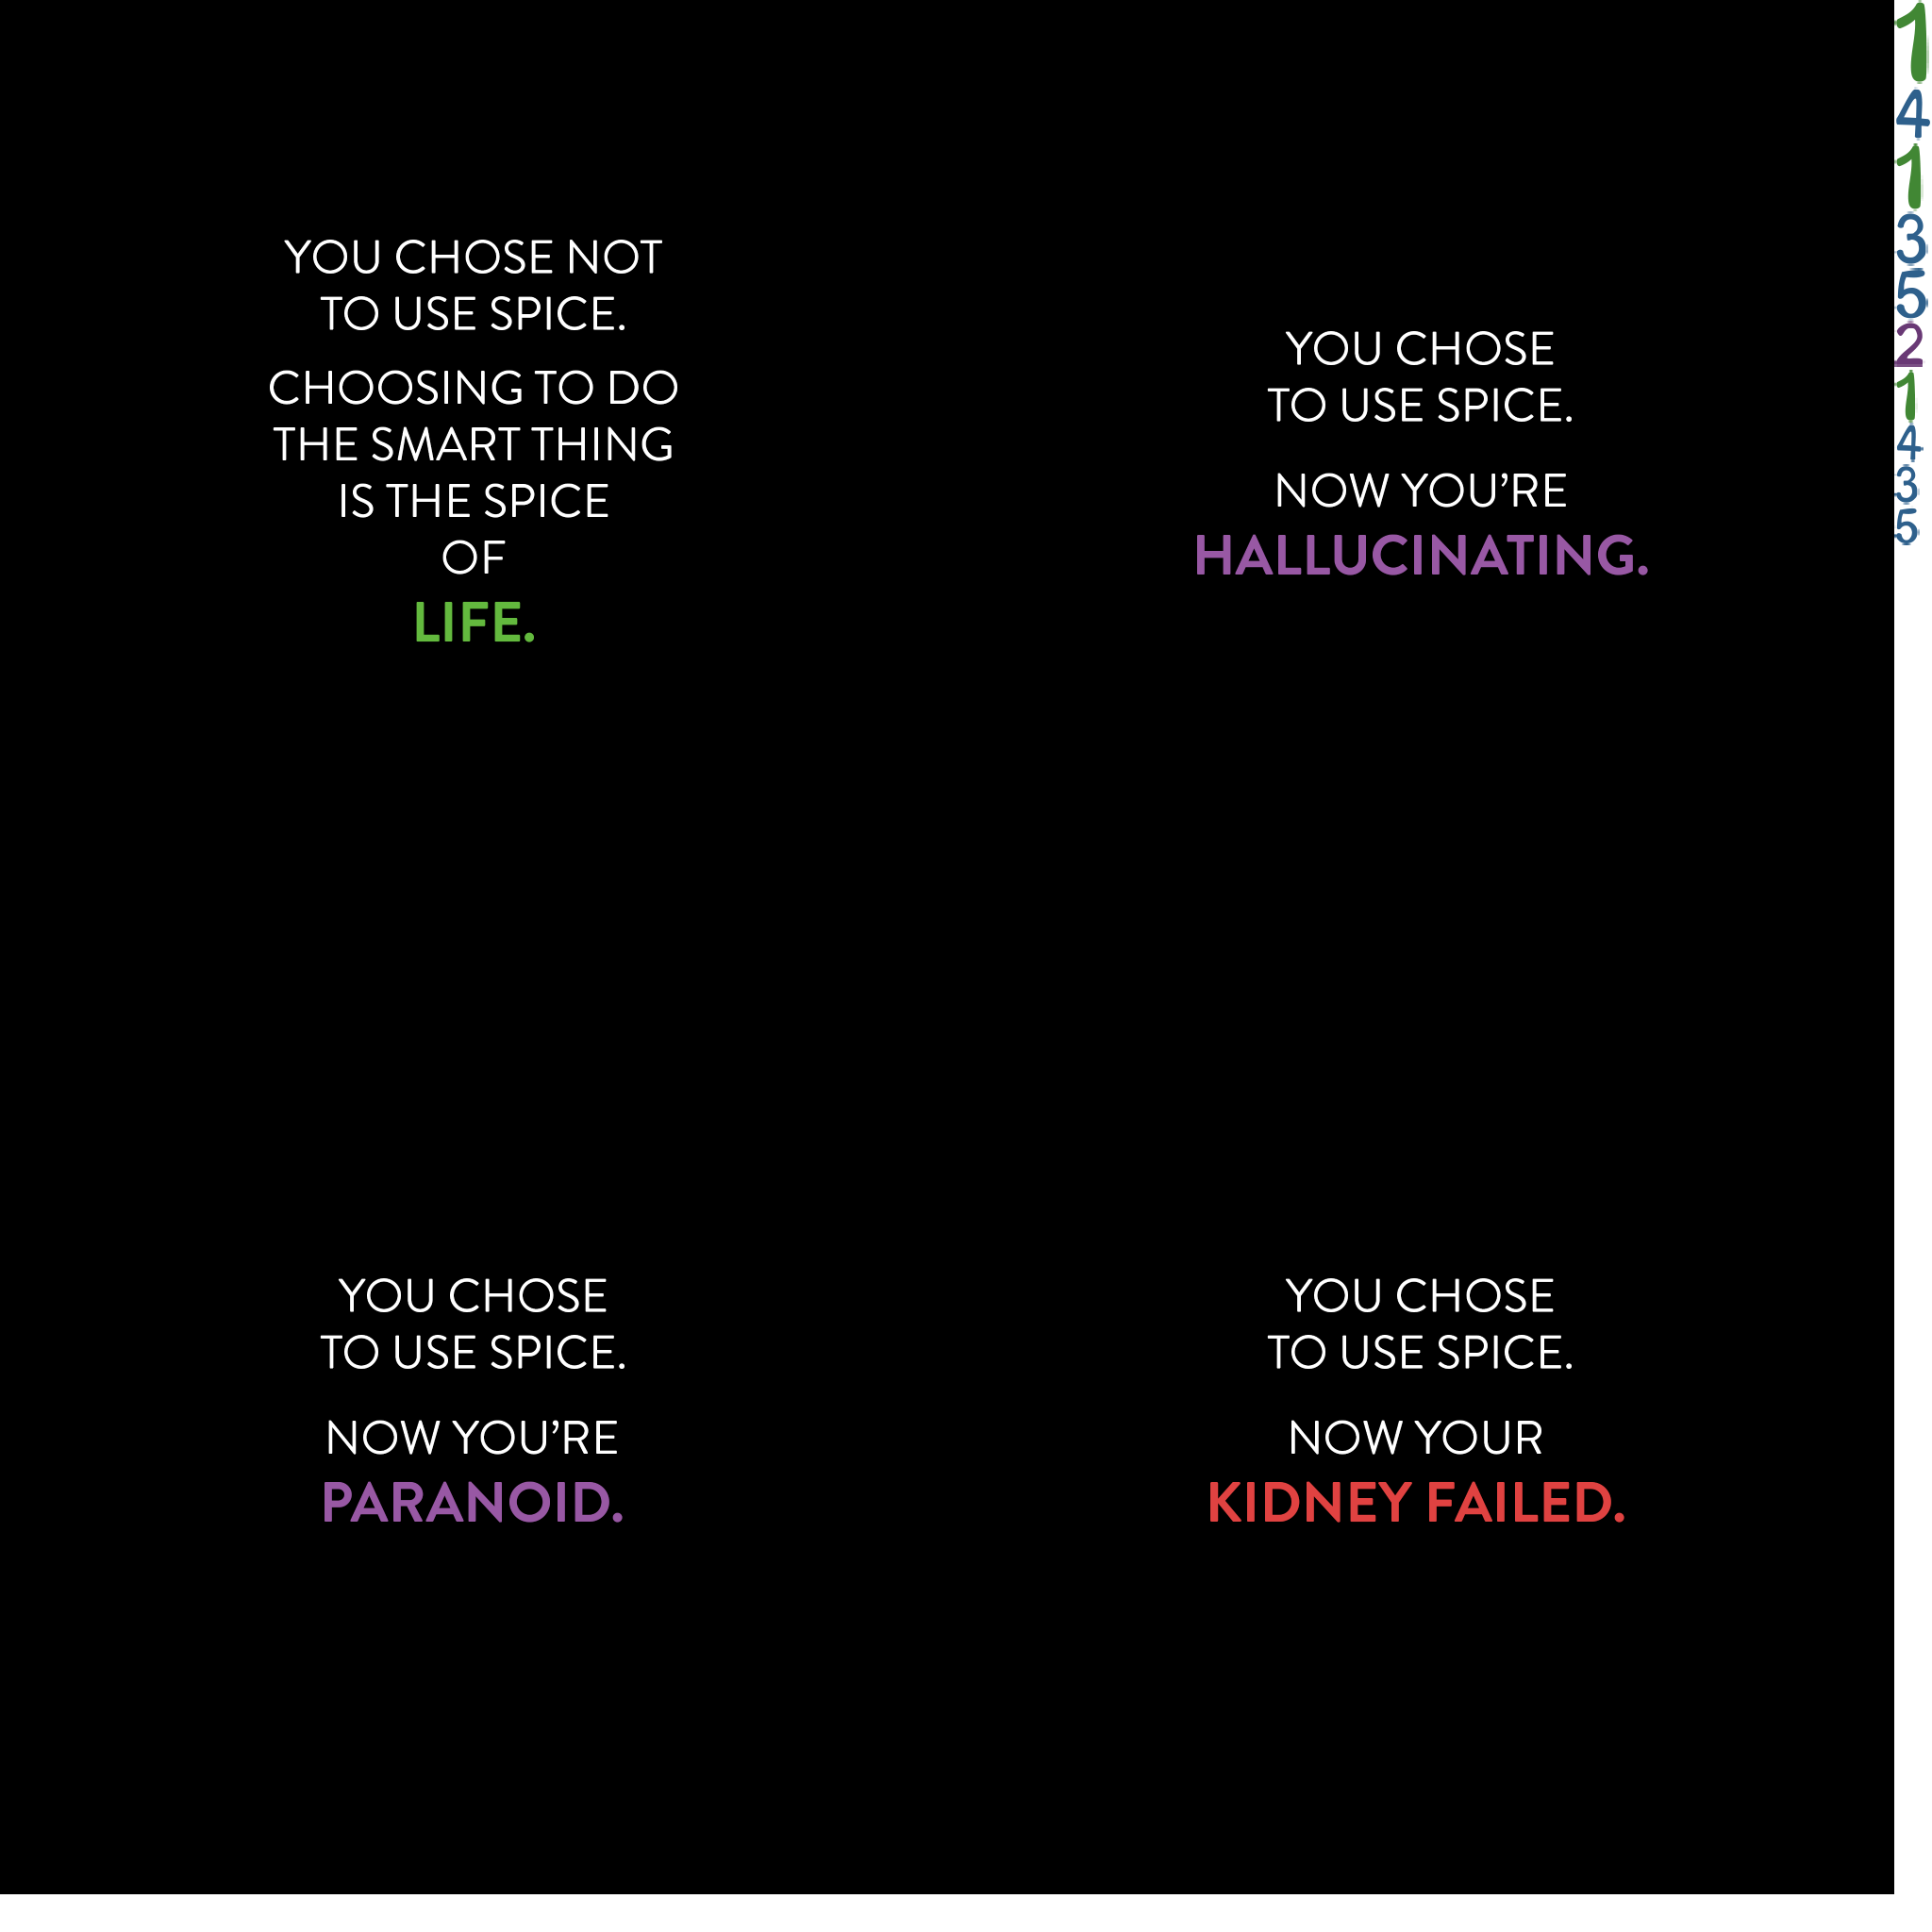 YOU CHOSE NOT
TO USE SPICE.
CHOOSING TO DO
THE SMART THING
IS THE SPICE
OF
LIFE.
YOU CHOSE
TO USE SPICE.
NOW YOU'RE
HALLUCINATING.
YOU CHOSE
TO USE SPICE.
NOW YOU'RE
PARANOID.
YOU CHOSE
TO USE SPICE.
NOW YOUR
KIDNEY FAILED.
1
4
1
3
5
2
1
4
3
5